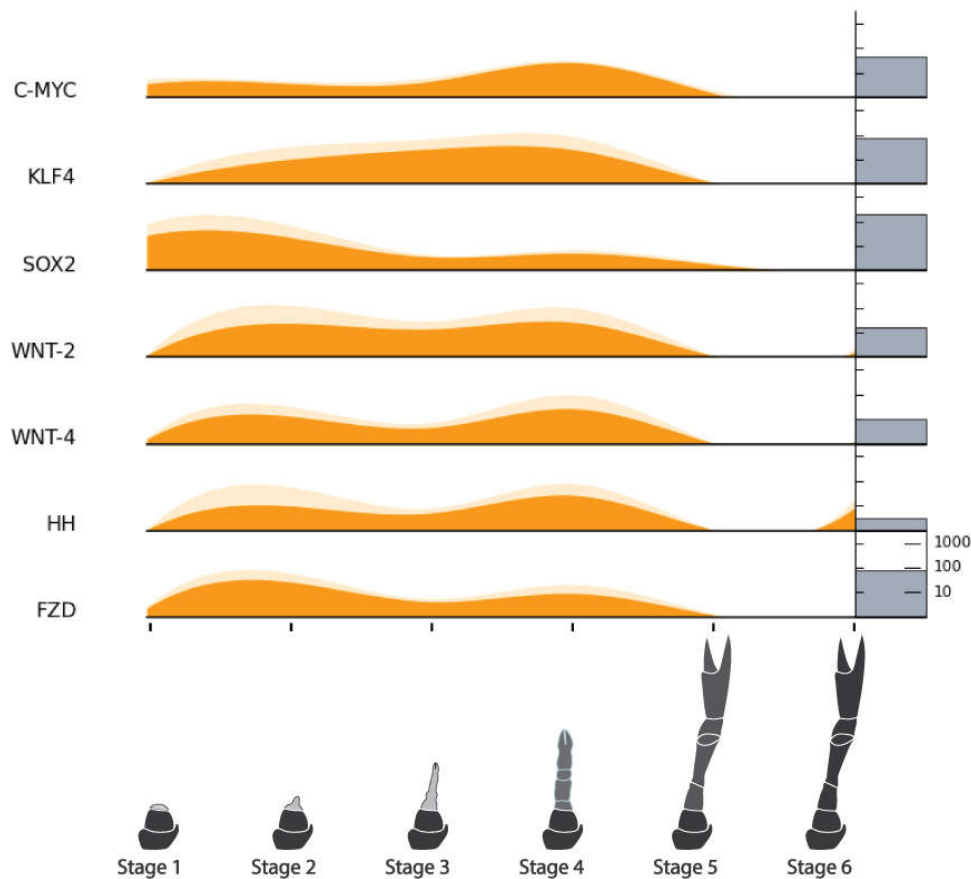 C-MYC
KLF4
SOX2
WNT-2
WNT-4
HH
1000
100
10
FZD
Stage 1 Stage 2 Stage 3 Stage 4 Stage 5 Stage 6